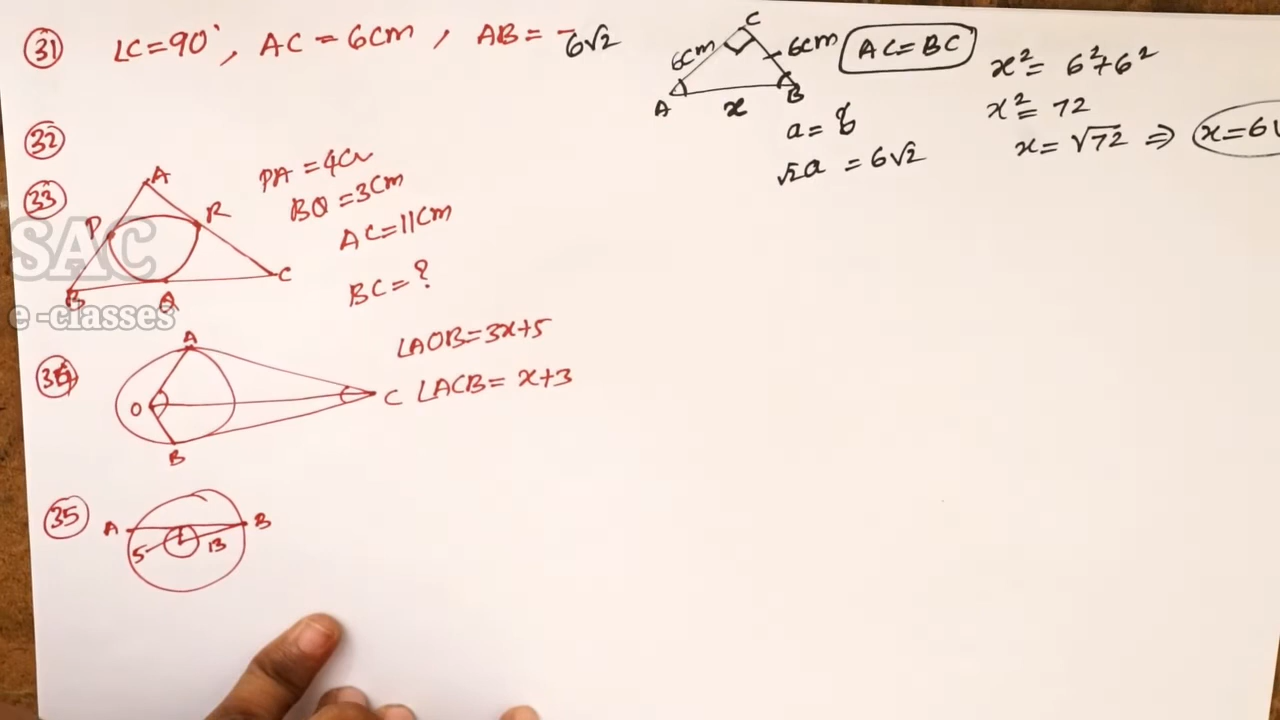 31 ∟C=90°, AC=6cm, AB=- 6√2
C
6cm 6cm AC=BC
A x B
x²= 6²+6²
x²= 72
x=√72 ⇒ x=6√
a= 6
√2a = 6√2
32
33
A
P R
B Q C
PA=4c
BQ=3cm
AC=11cm
BC=?
SAC
e-classes
34
A
O C
B
∟AOB=3x+5
∟ACB= x+3
35
A B
5 13